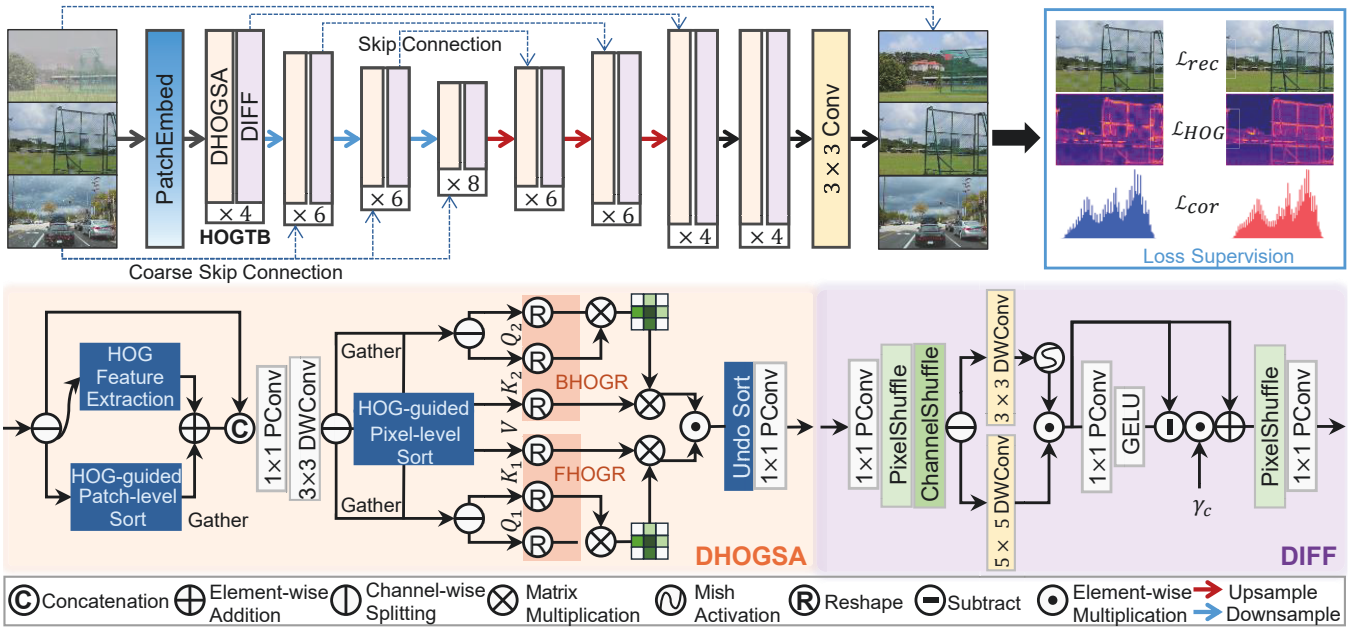 Skip Connection
PatchEmbed
DHOGSA
DIFF
× 4
HOGTB
× 6
× 6
× 8
× 6
× 6
× 4
× 4
3 × 3 Conv
Coarse Skip Connection
ℒrec
ℒHOG
ℒcor
Loss Supervision
HOG
Feature
Extraction
HOG-guided
Patch-level
Sort
Gather
C
1×1 PConv
3×3 DWConv
Gather
HOG-guided
Pixel-level
Sort
Gather
Q2
K2
V
K1
Q1
R
R
R
R
R
R
BHOGR
FHOGR
Undo Sort
1×1 PConv
DHOGSA
1×1 PConv
PixelShuffle
ChannelShuffle
3 × 3 DWConv
5 × 5 DWConv
1×1 PConv
GELU
γc
PixelShuffle
1×1 PConv
DIFF
C Concatenation
Element-wise
Addition
Channel-wise
Splitting
Matrix
Multiplication
Mish
Activation
R Reshape
Subtract
Element-wise
Multiplication
Upsample
Downsample